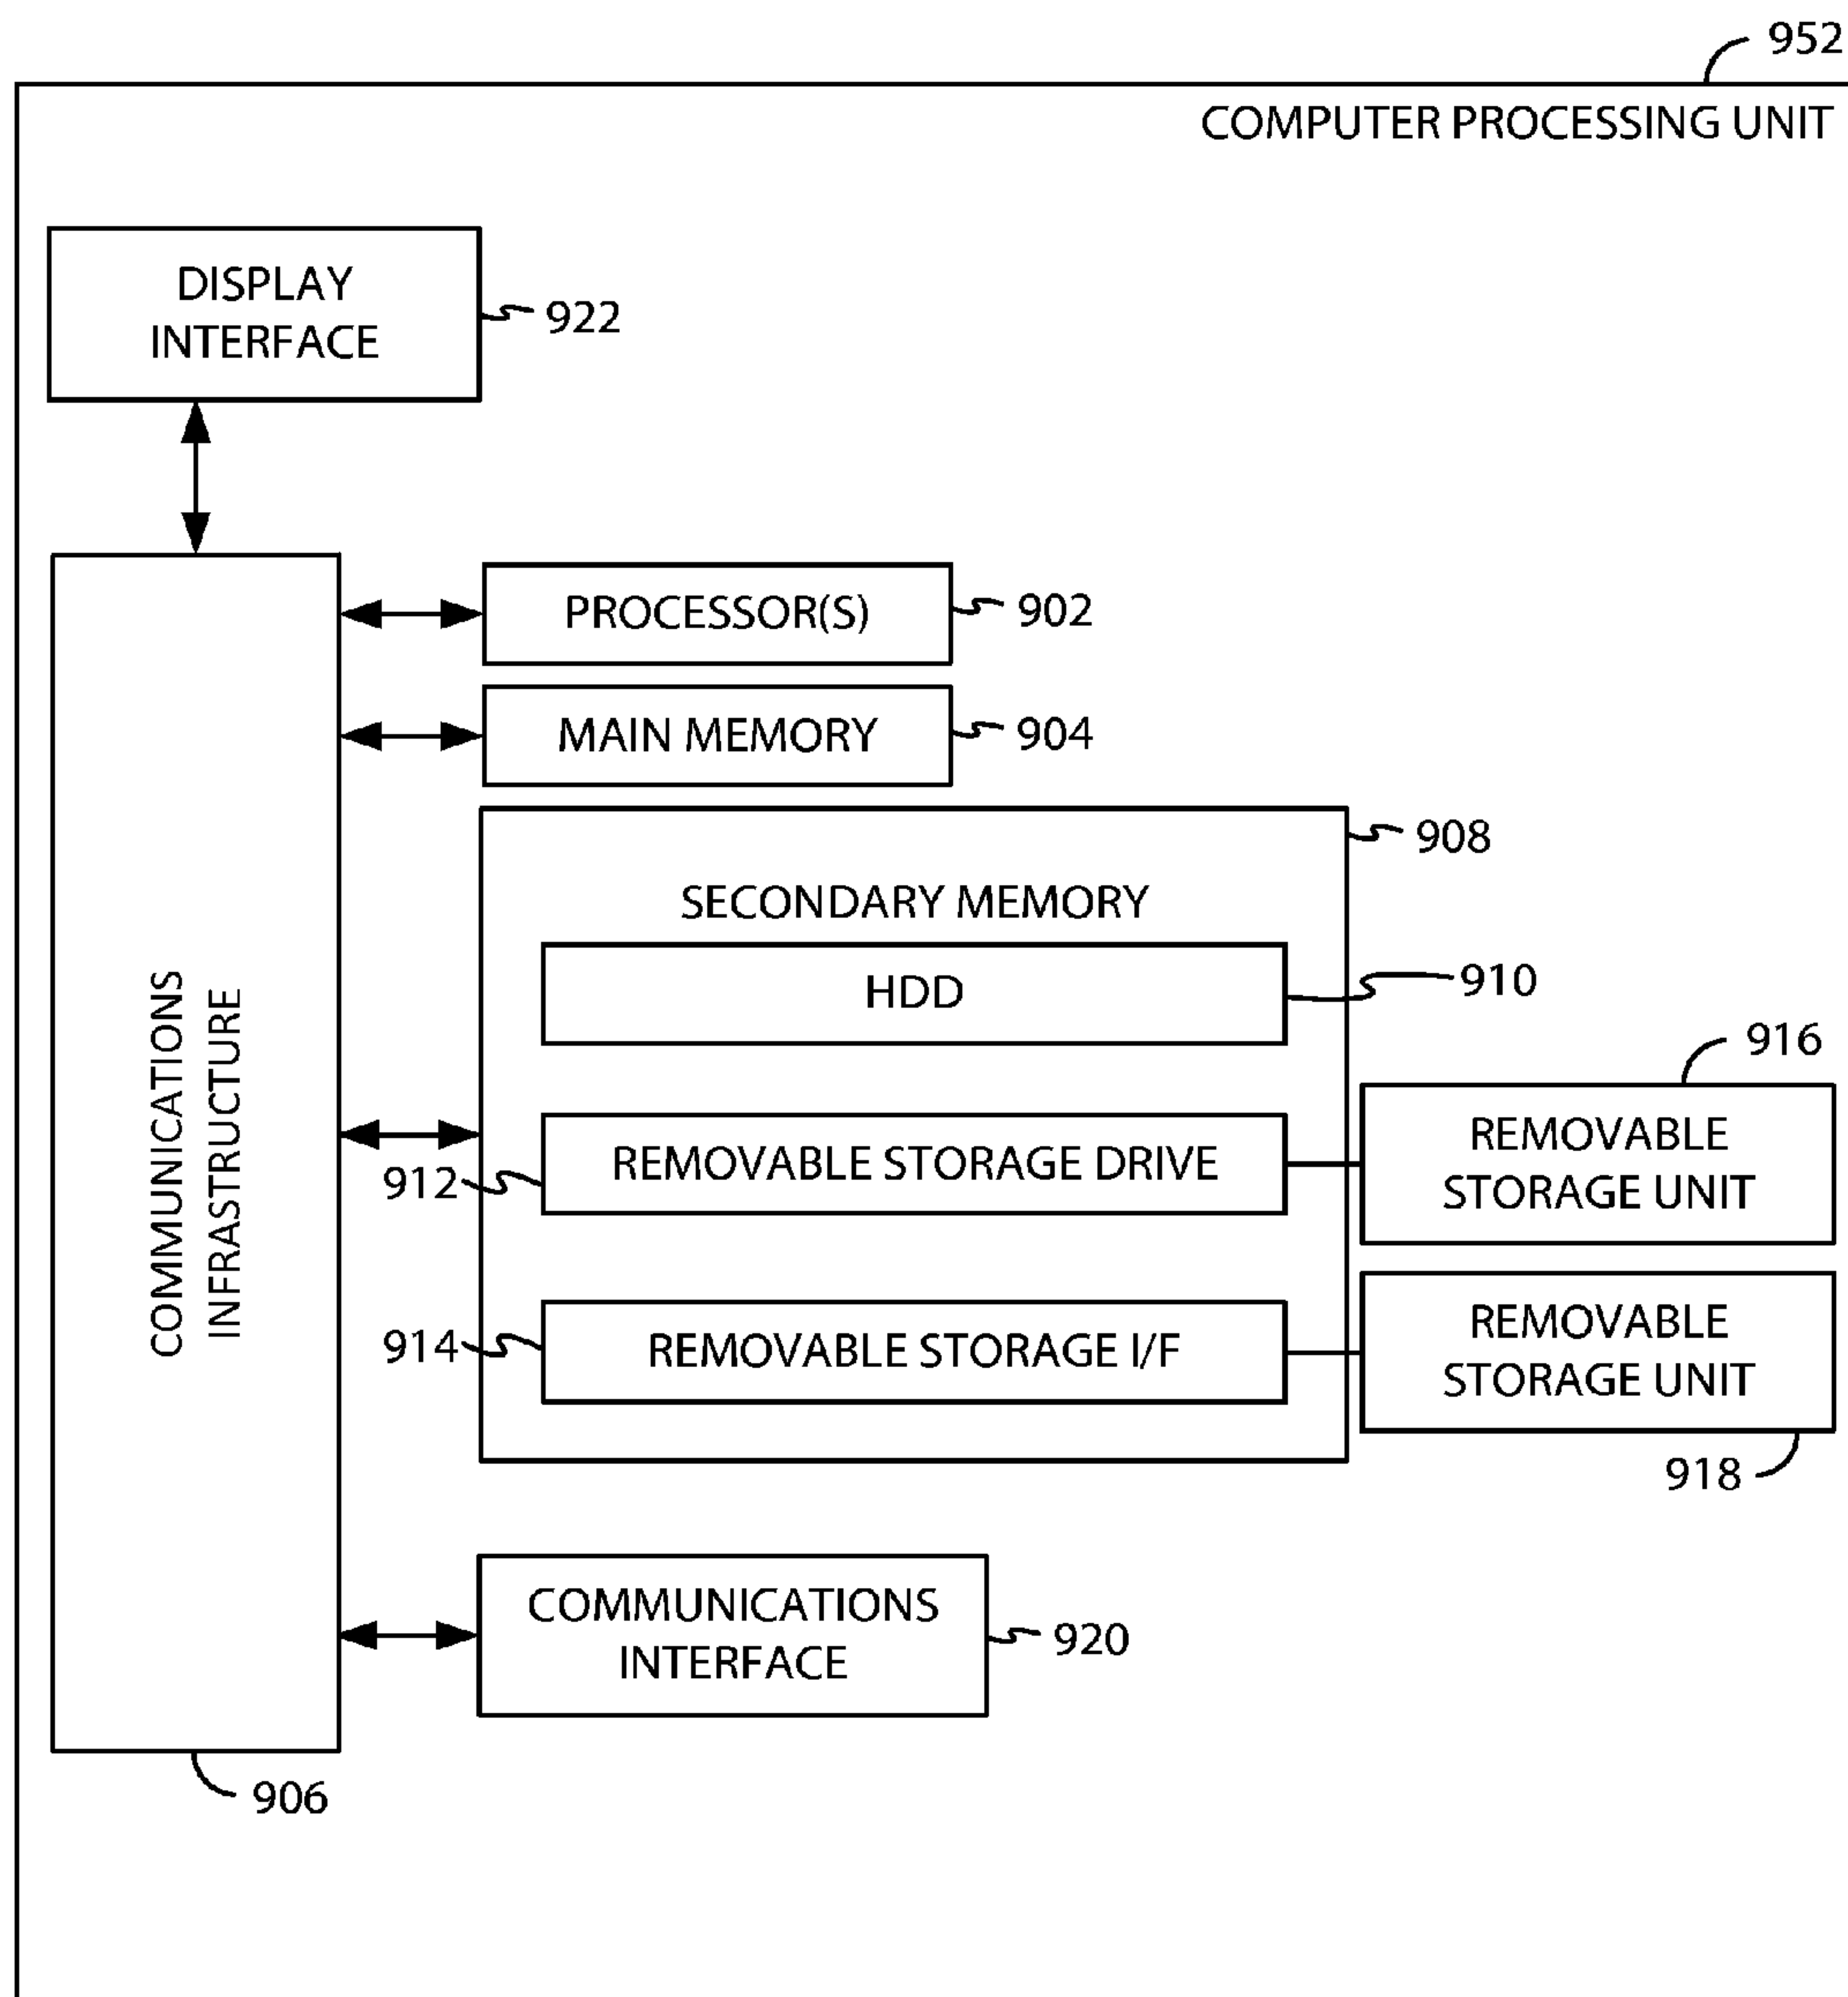 952
COMPUTER PROCESSING UNIT
DISPLAY
INTERFACE
922
PROCESSOR(S)
902
MAIN MEMORY
904
908
SECONDARY MEMORY
HDD
910
916
REMOVABLE STORAGE DRIVE
912
REMOVABLE
STORAGE UNIT
REMOVABLE STORAGE I/F
914
REMOVABLE
STORAGE UNIT
918
COMMUNICATIONS
INFRASTRUCTURE
COMMUNICATIONS
INTERFACE
920
906